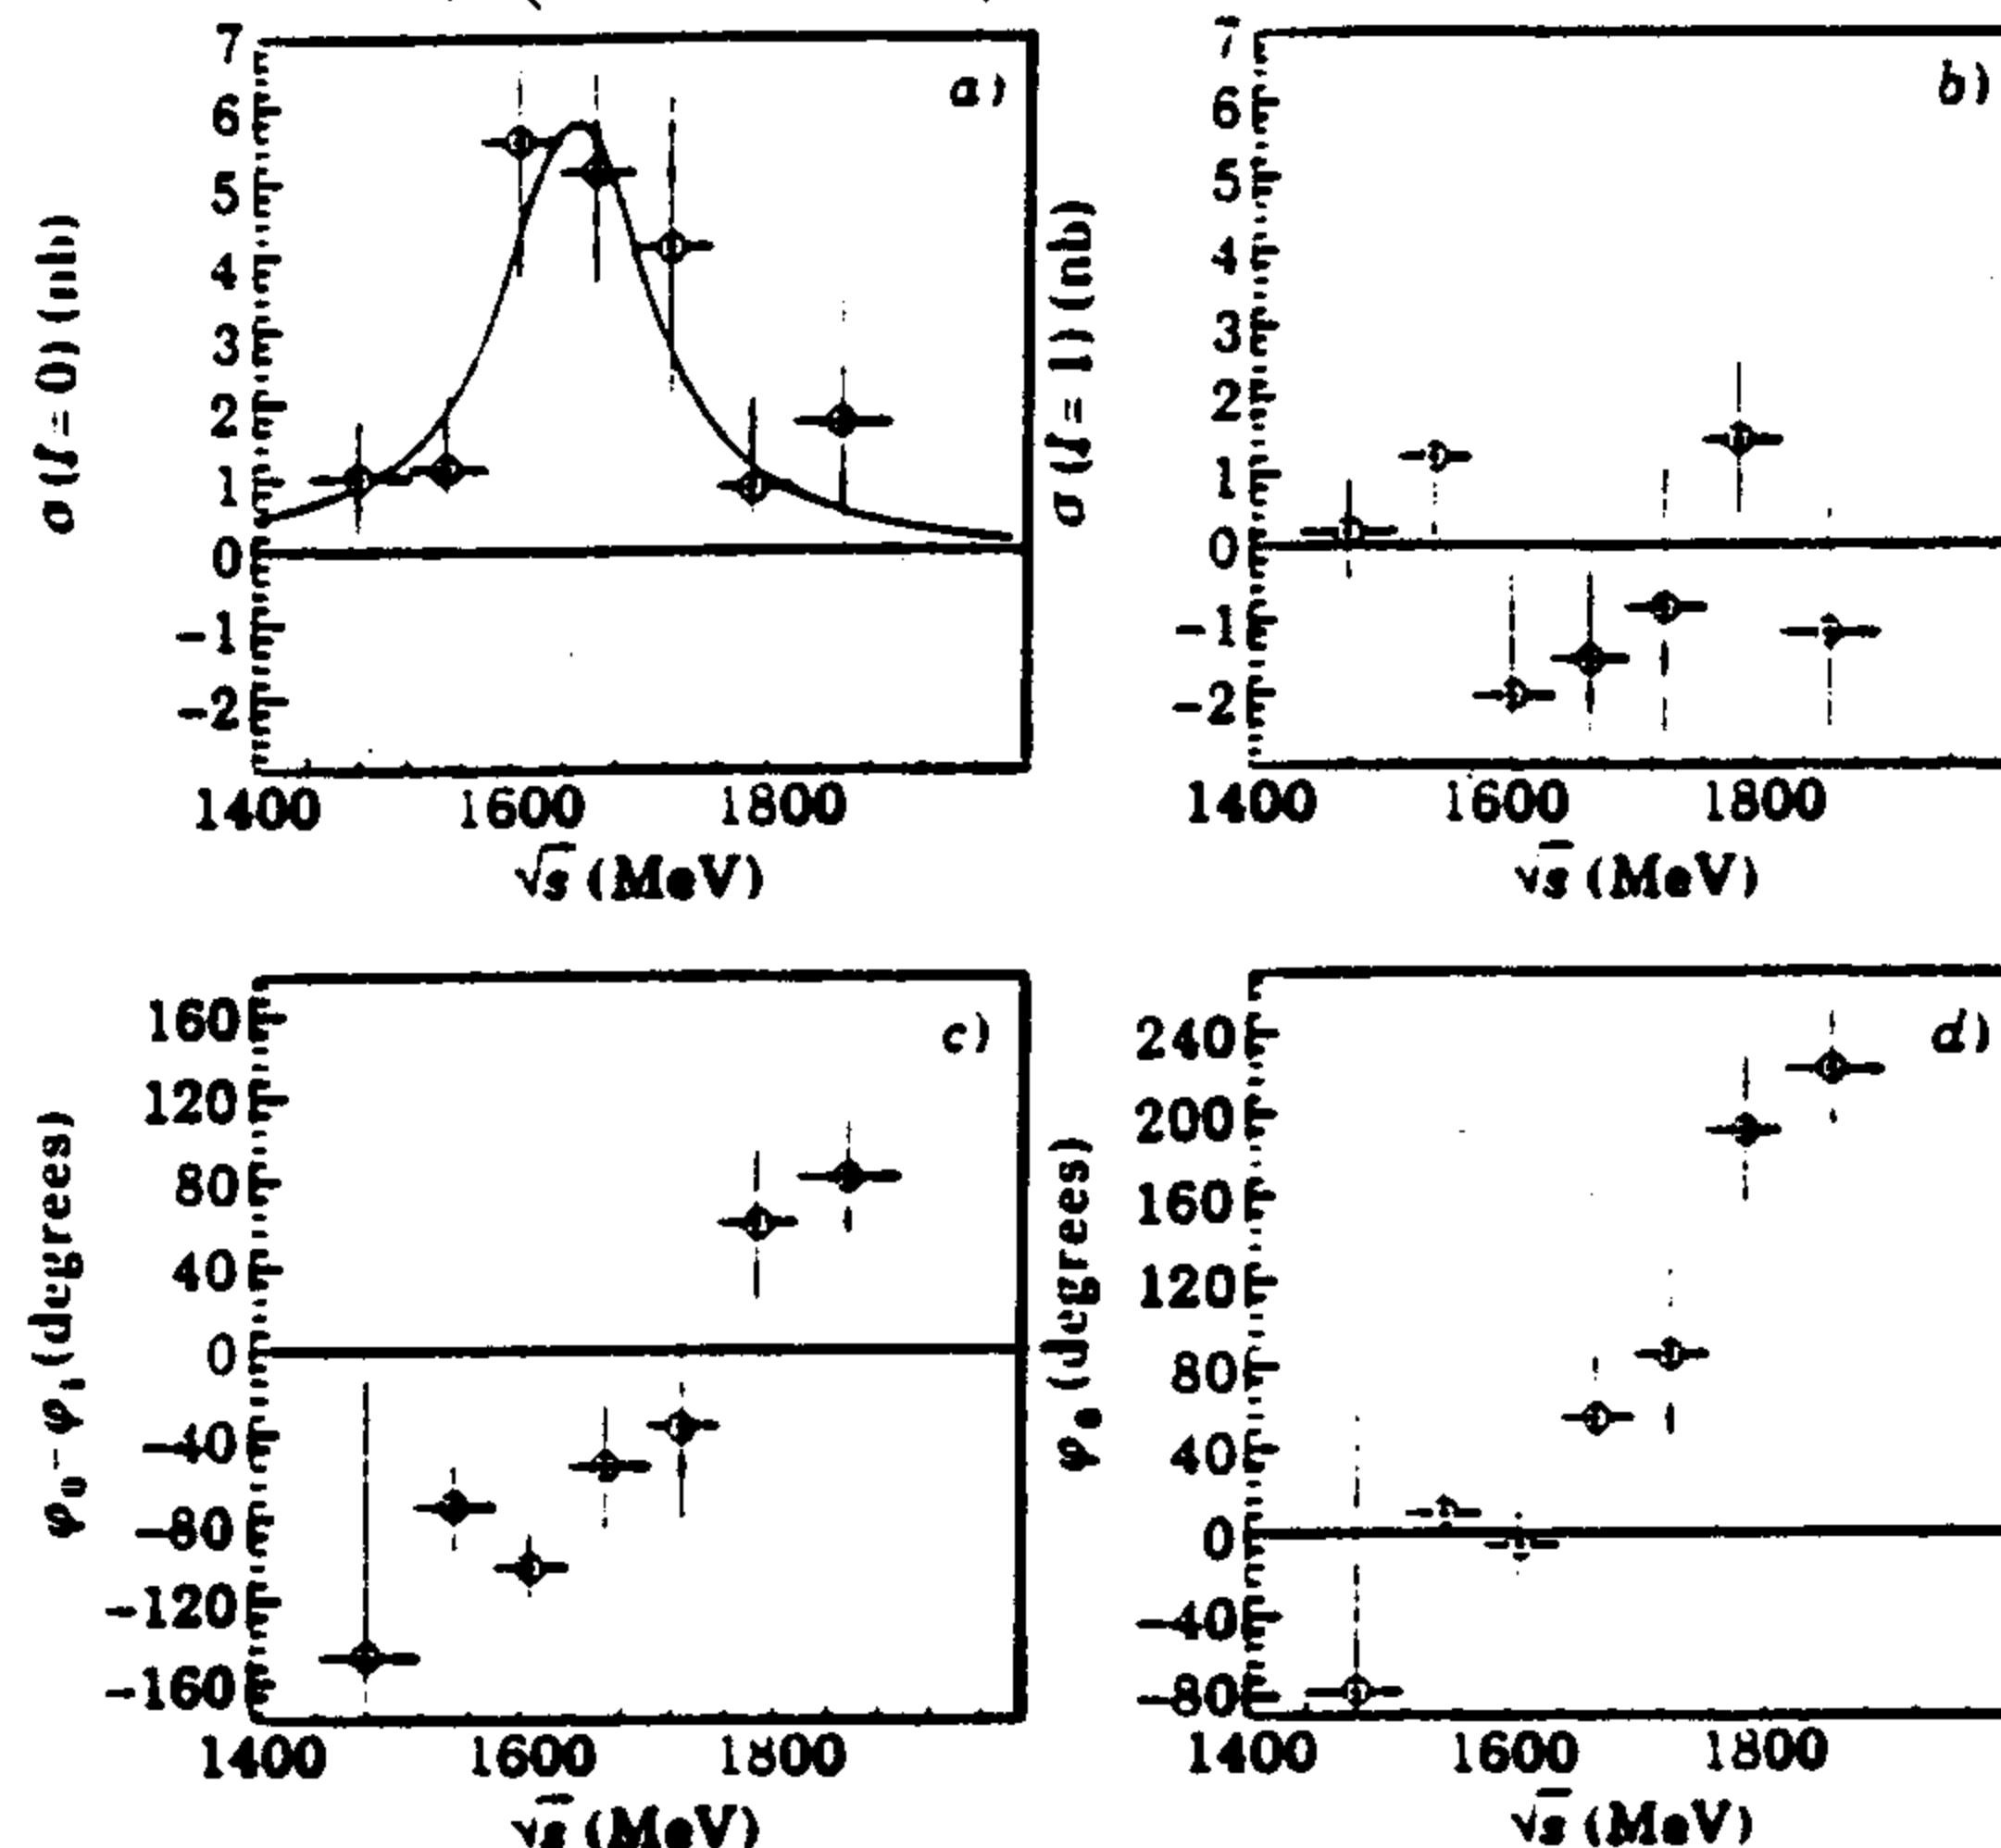 a)
7
6
5
4
3
2
1
0
-1
-2
σ (I = 0) (nb)
1400 1600 1800
√s (MeV)
b)
7
6
5
4
3
2
1
0
-1
-2
σ (I = 1) (nb)
1400 1600 1800
√s (MeV)
c)
160
120
80
40
0
-40
-80
-120
-160
φ₀ - φ₁ (degrees)
1400 1600 1800
√s (MeV)
d)
240
200
160
120
80
40
0
-40
-80
φ₀ (degrees)
1400 1600 1800
√s (MeV)